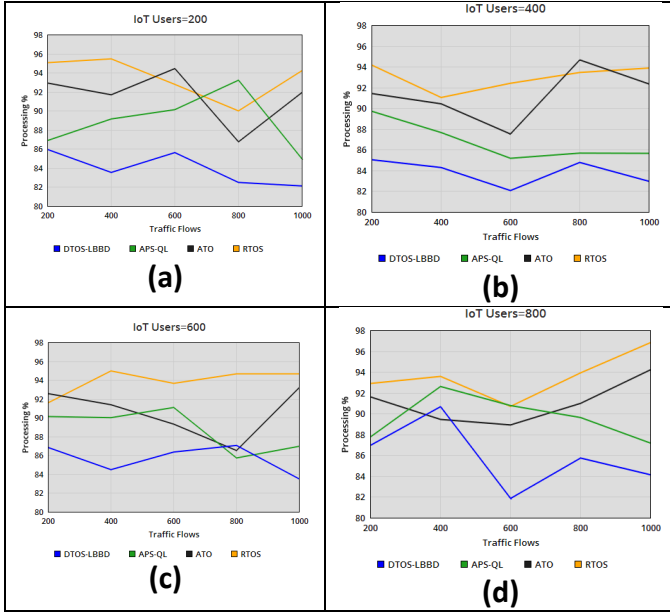 IoT Users=200
Processing %
98
96
94
92
90
88
86
84
82
80
200 400 600 800 1000
Traffic Flows
DTOS-LBBD APS-QL ATO RTOS
(a)
IoT Users=400
Processing %
98
96
94
92
90
88
86
84
82
80
200 400 600 800 1000
Traffic Flows
DTOS-LBBD APS-QL ATO RTOS
(b)
IoT Users=600
Processing %
98
96
94
92
90
88
86
84
82
80
200 400 600 800 1000
Traffic Flows
DTOS-LBBD APS-QL ATO RTOS
(c)
IoT Users=800
Processing %
98
96
94
92
90
88
86
84
82
80
200 400 600 800 1000
Traffic Flows
DTOS-LBBD APS-QL ATO RTOS
(d)